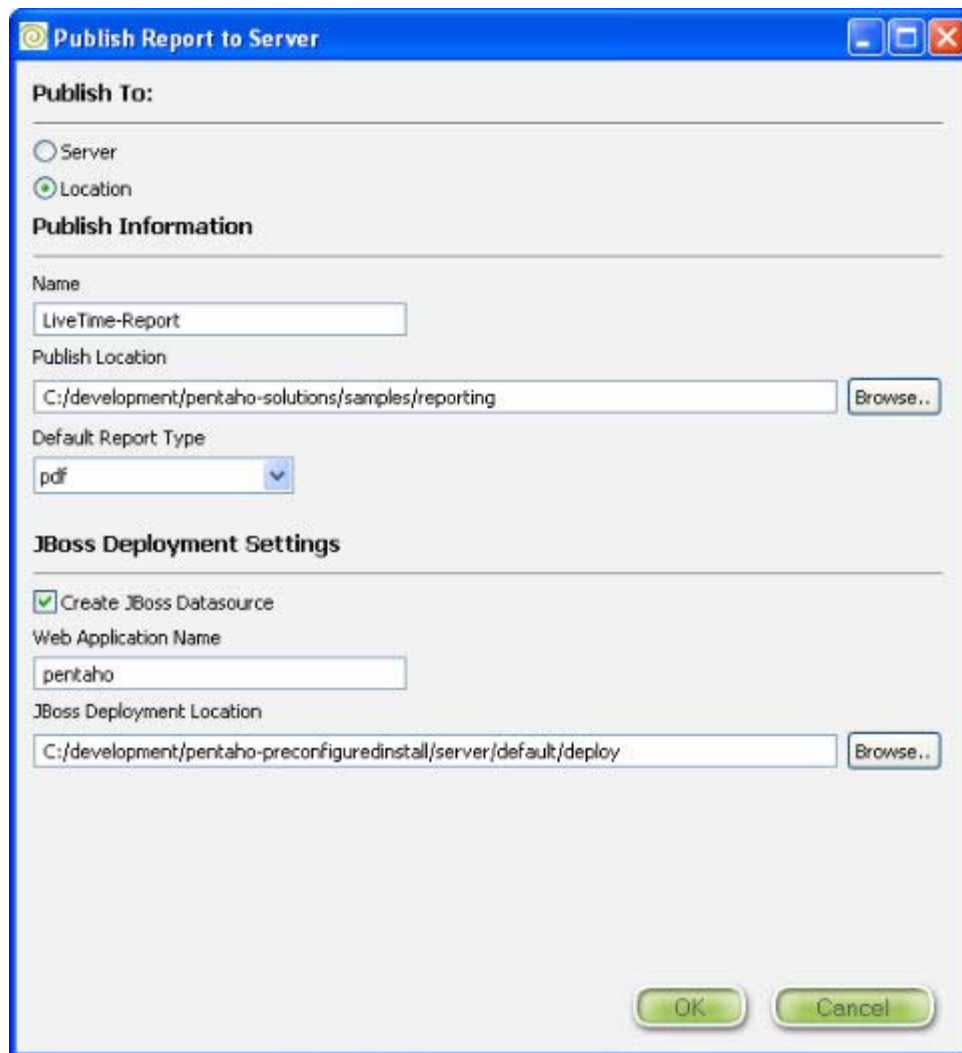 Publish Report to Server
Publish To:
Server
Location
Publish Information
Name
LiveTime-Report
Publish Location
C:/development/pentaho-solutions/samples/reporting
Browse..
Default Report Type
pdf
JBoss Deployment Settings
Create JBoss Datasource
Web Application Name
pentaho
JBoss Deployment Location
C:/development/pentaho-preconfiguredinstall/server/default/deploy
Browse..
OK
Cancel